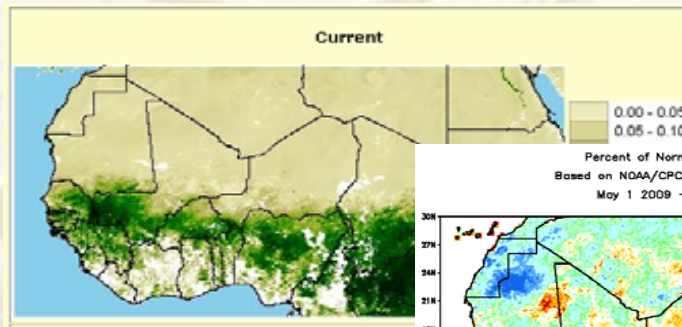 Current
0.00 - 0.05
0.05 - 0.10
Percent of Norm
Based on NOAA/CPC
May 1 2009 -
30N
27N
24N
21N